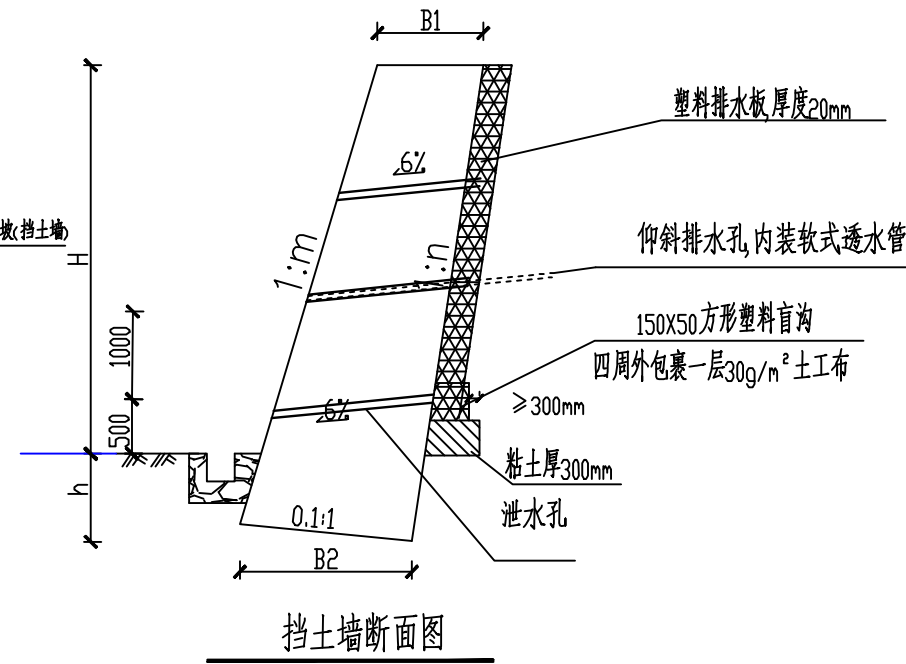 B1
塑料排水板,厚度20mm
6%
坡(挡土墙)
H
1:m
1:n
仰斜排水孔,内装软式透水管
1000
150X50方形塑料盲沟
四周外包裹一层30g/m²土工布
≥300mm
6%
500
粘土厚300mm
h
泄水孔
0.1:1
B2
挡土墙断面图